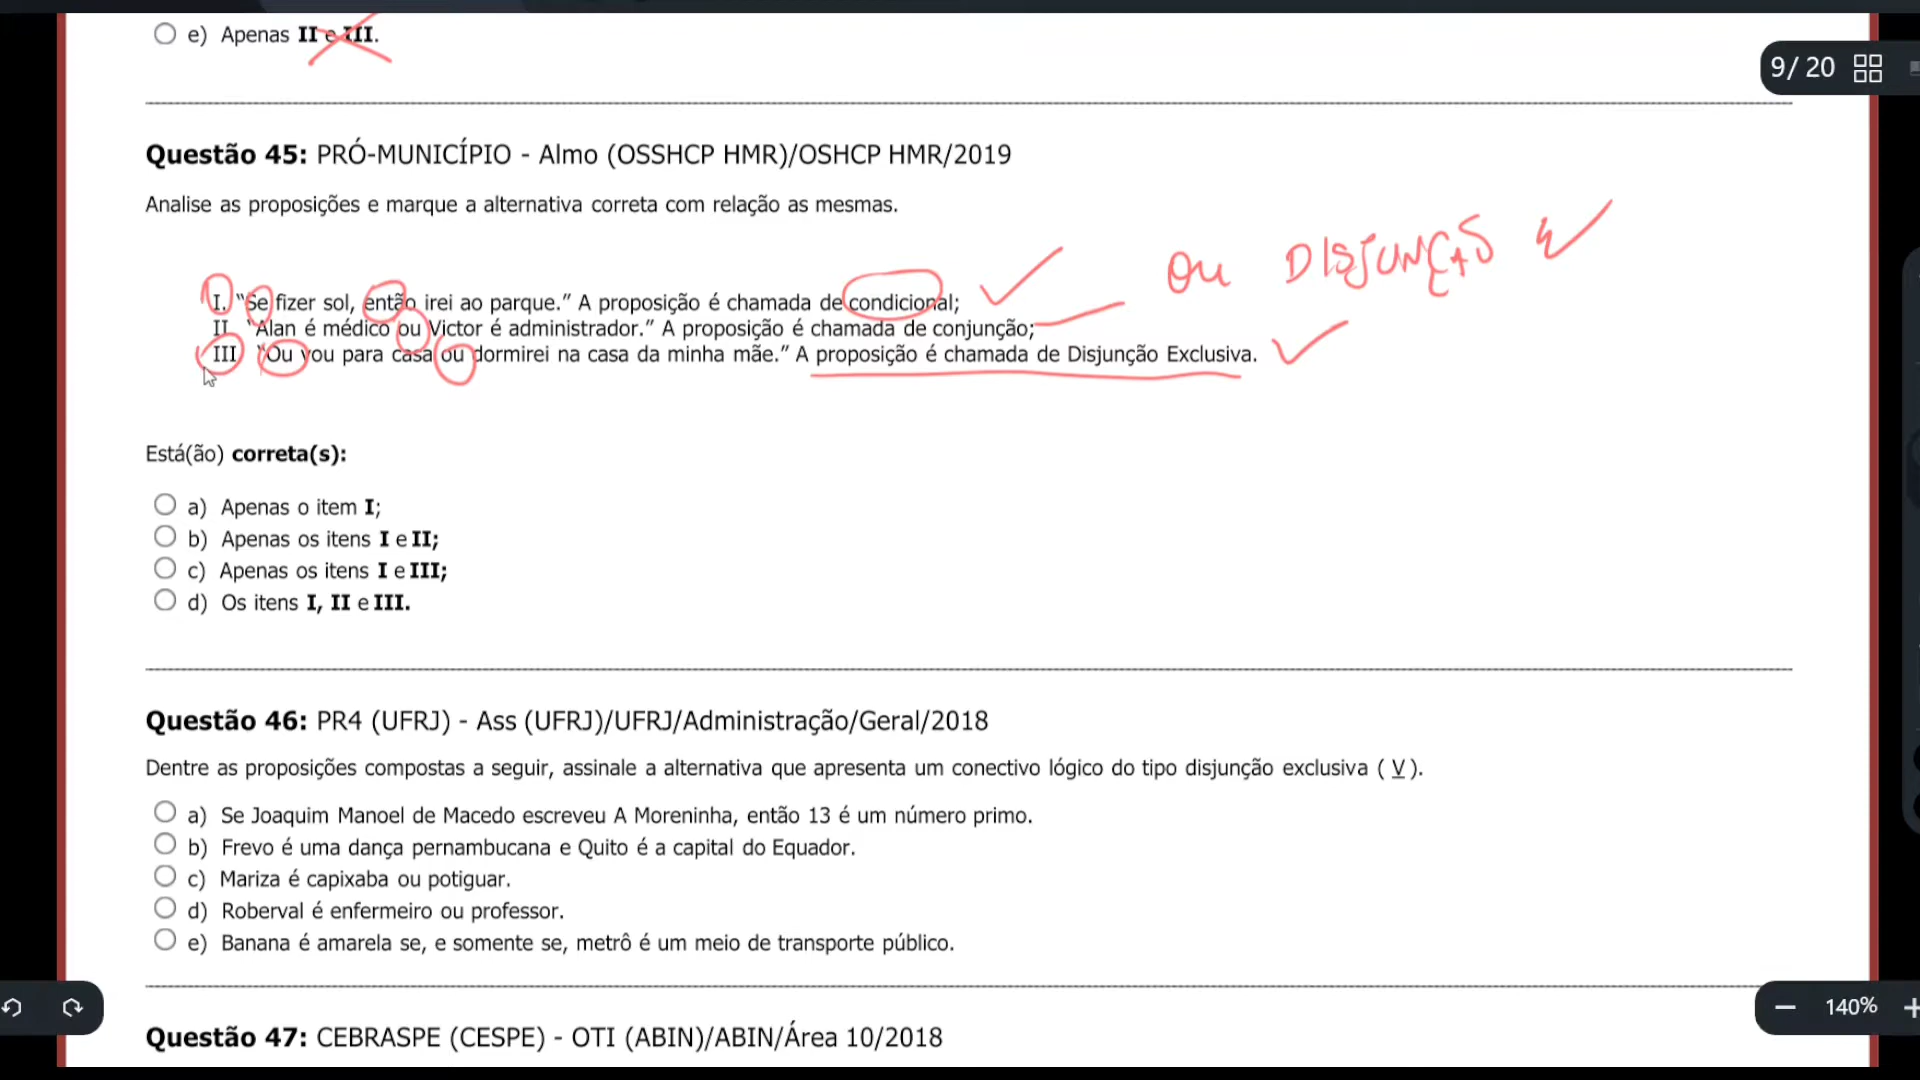 e) Apenas II e III.
9/ 20
Questão 45: PRÓ-MUNICÍPIO - Almo (OSSHCP HMR)/OSHCP HMR/2019
Analise as proposições e marque a alternativa correta com relação as mesmas.
OU DISJUNÇÃO
I. “Se fizer sol, então irei ao parque.” A proposição é chamada de condicional;
II “Alan é médico ou Victor é administrador.” A proposição é chamada de conjunção;
III “Ou vou para casa ou dormirei na casa da minha mãe.” A proposição é chamada de Disjunção Exclusiva.
Está(ão) correta(s):
a) Apenas o item I;
b) Apenas os itens I e II;
c) Apenas os itens I e III;
d) Os itens I, II e III.
Questão 46: PR4 (UFRJ) - Ass (UFRJ)/UFRJ/Administração/Geral/2018
Dentre as proposições compostas a seguir, assinale a alternativa que apresenta um conectivo lógico do tipo disjunção exclusiva ( V ).
a) Se Joaquim Manoel de Macedo escreveu A Moreninha, então 13 é um número primo.
b) Frevo é uma dança pernambucana e Quito é a capital do Equador.
c) Mariza é capixaba ou potiguar.
d) Roberval é enfermeiro ou professor.
e) Banana é amarela se, e somente se, metrô é um meio de transporte público.
140%
Questão 47: CEBRASPE (CESPE) - OTI (ABIN)/ABIN/Área 10/2018